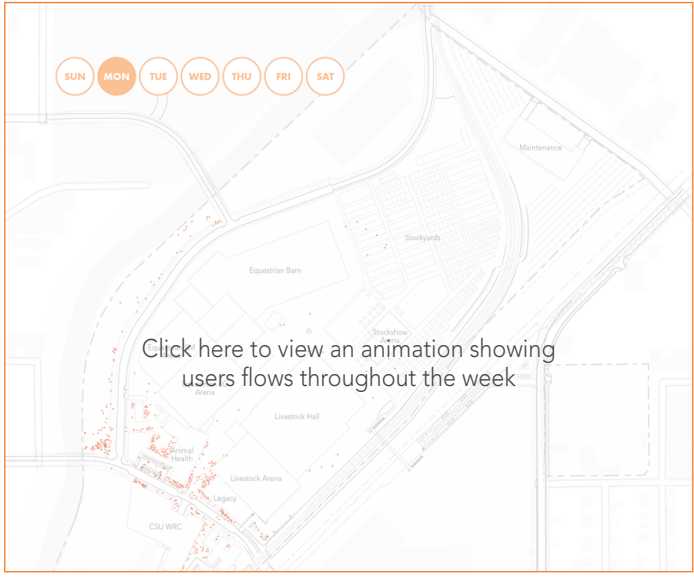 SUN MON TUE WED THU FRI SAT
Maintenance
Stockyards
Equestrian Barn
Stockshow
Click here to view an animation showing
users flows throughout the week
Arena
Livestock Hall
Animal
Health
Livestock Arena
Legacy
CSU WRC